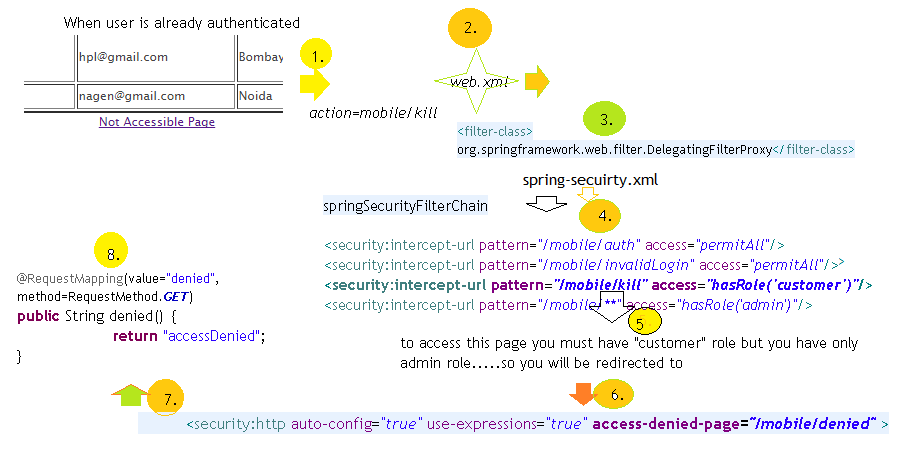 When user is already authenticated
hpl@gmail.com Bombay
nagen@gmail.com Noida
Not Accessible Page
1.
action=mobile/kill
2.
web.xml
3.
<filter-class>
org.springframework.web.filter.DelegatingFilterProxy</filter-class>
spring-secuirty.xml
springSecurityFilterChain
4.
<security:intercept-url pattern="/mobile/auth" access="permitAll"/>
<security:intercept-url pattern="/mobile/invalidLogin" access="permitAll"/>>
<security:intercept-url pattern="/mobile/kill" access="hasRole('customer')"/>
<security:intercept-url pattern="/mobile/**" access="hasRole('admin')"/>
5
to access this page you must have "customer" role but you have only
admin role.....so you will be redirected to
6.
<security:http auto-config="true" use-expressions="true" access-denied-page="/mobile/denied" >
7.
8.
@RequestMapping(value="denied",
method=RequestMethod.GET)
public String denied() {
return "accessDenied";
}